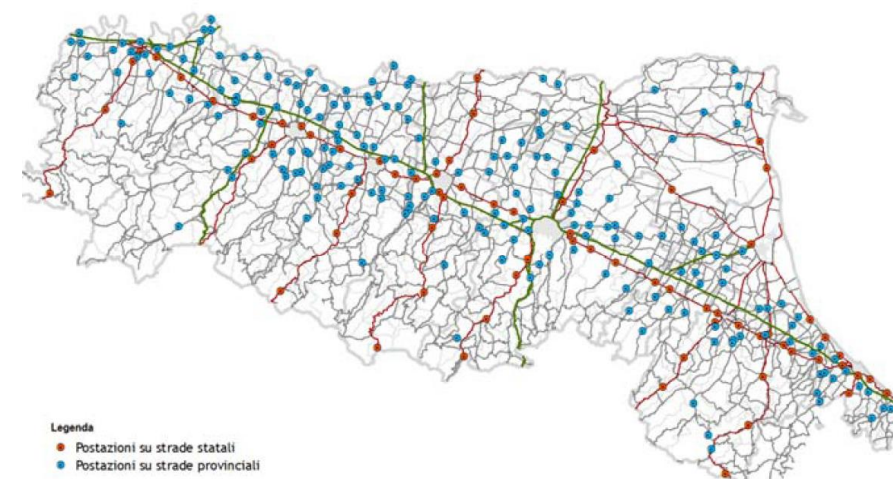 Legenda
Postazioni su strade statali
Postazioni su strade provinciali